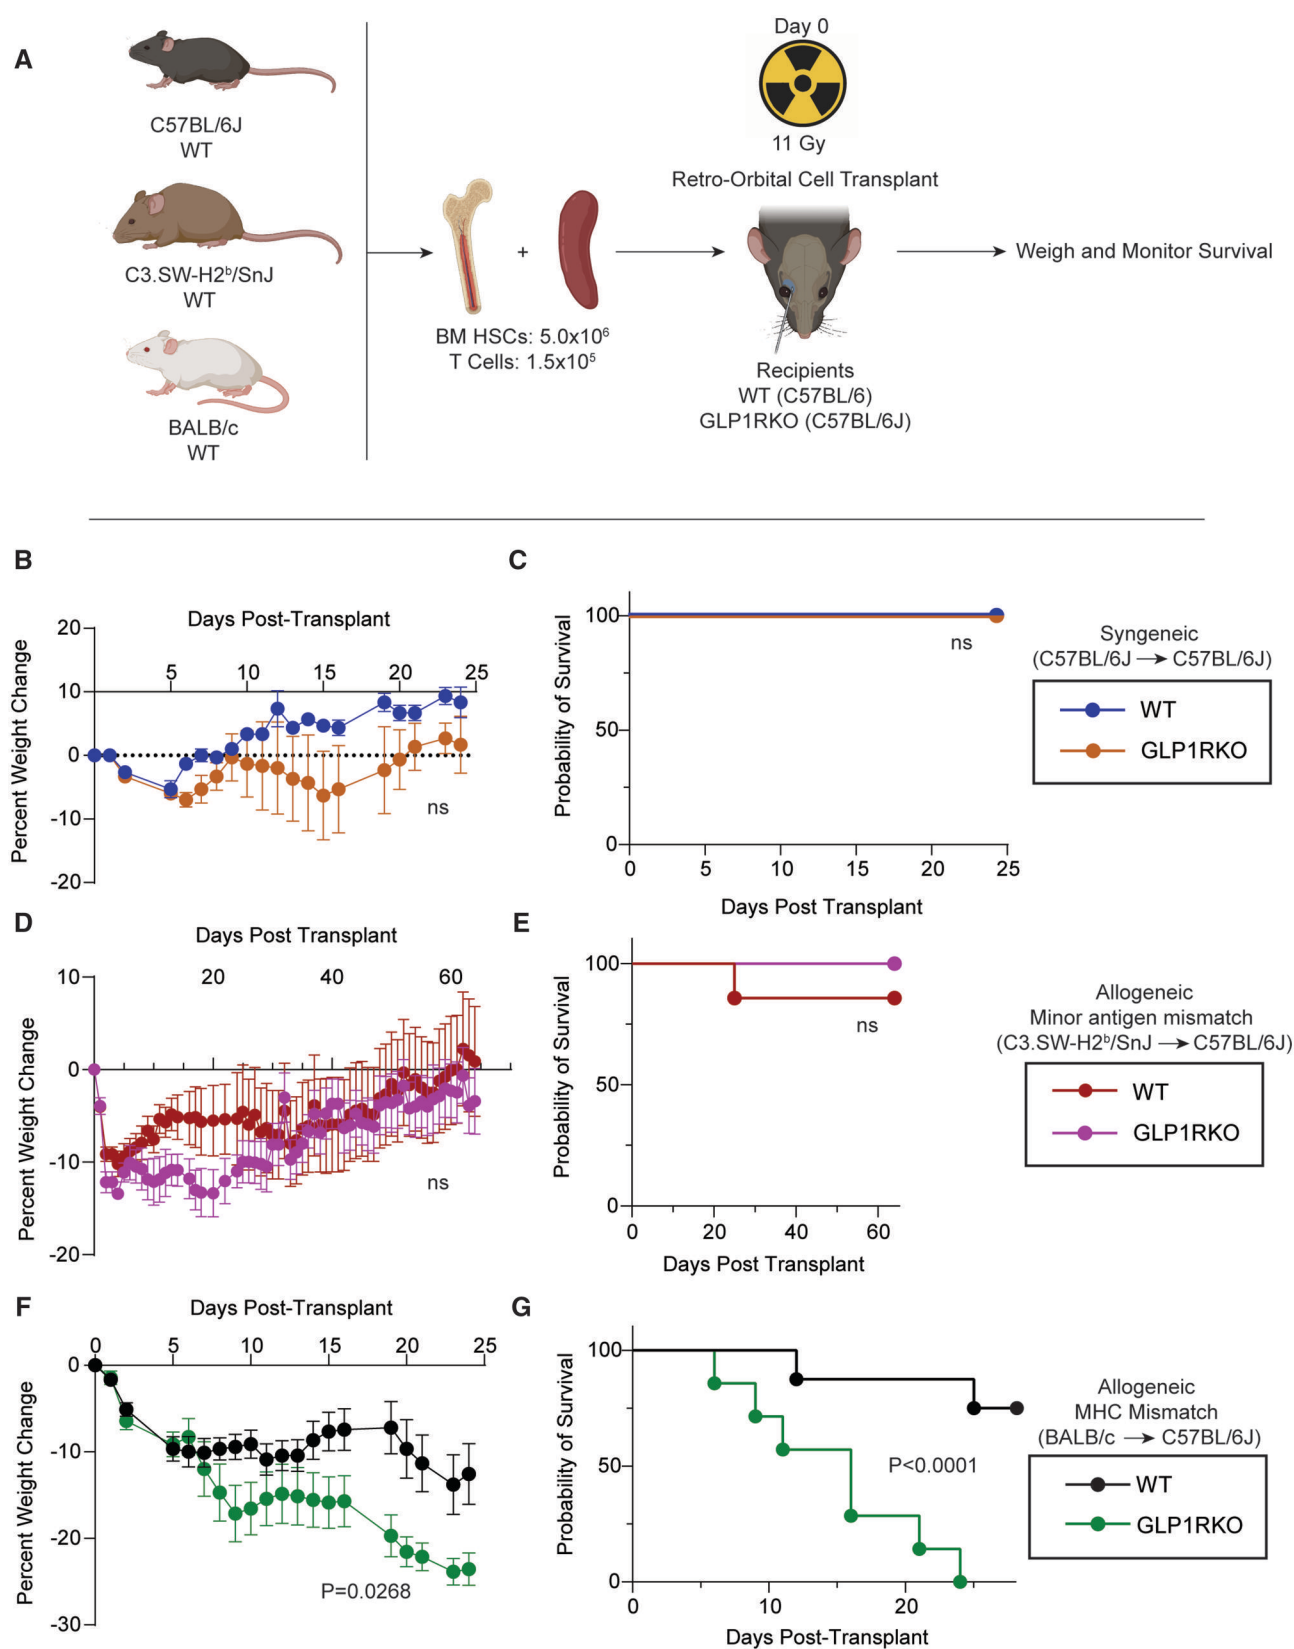 A
C57BL/6J
WT
C3.SW-H2ᵇ/SnJ
WT
BALB/c
WT
+
BM HSCs: 5.0x10⁶
T Cells: 1.5x10⁵
Day 0
11 Gy
Retro-Orbital Cell Transplant
Recipients
WT (C57BL/6)
GLP1RKO (C57BL/6J)
Weigh and Monitor Survival
B
Days Post-Transplant
5 10 15 20 25
20
10
0
-10
-20
Percent Weight Change
ns
C
100
50
0
Probability of Survival
ns
0 5 10 15 20 25
Days Post Transplant
Syngeneic
(C57BL/6J → C57BL/6J)
WT
GLP1RKO
D
Days Post Transplant
20 40 60
10
0
-10
-20
Percent Weight Change
ns
E
100
50
0
Probability of Survival
ns
0 20 40 60
Days Post Transplant
Allogeneic
Minor antigen mismatch
(C3.SW-H2ᵇ/SnJ → C57BL/6J)
WT
GLP1RKO
F
Days Post-Transplant
0 5 10 15 20 25
0
-10
-20
-30
Percent Weight Change
P=0.0268
G
100
50
0
Probability of Survival
P<0.0001
0 10 20
Days Post-Transplant
Allogeneic
MHC Mismatch
(BALB/c → C57BL/6J)
WT
GLP1RKO